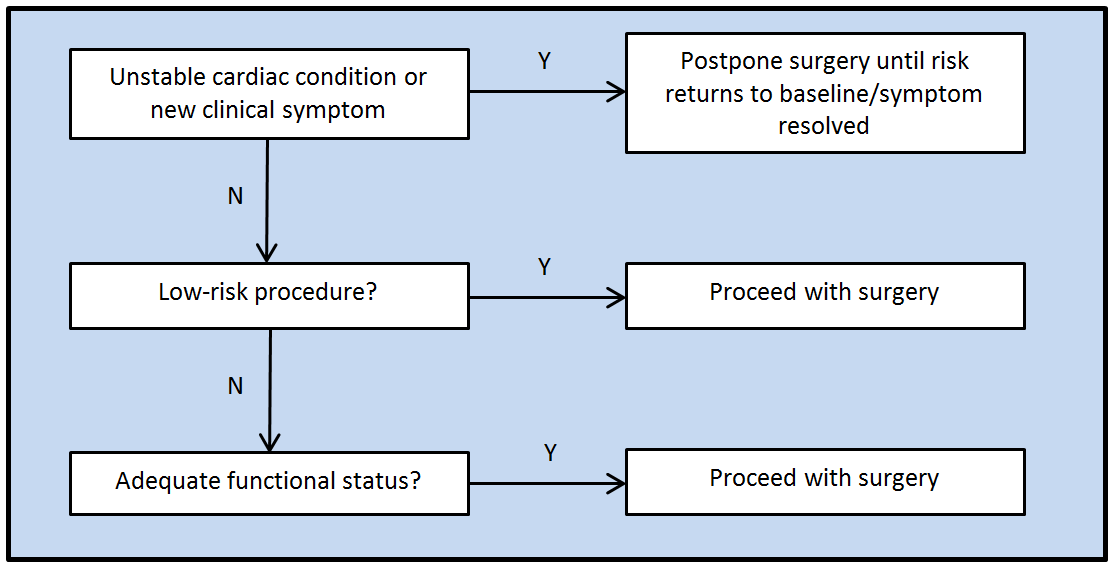 Unstable cardiac condition or
new clinical symptom
Y
Postpone surgery until risk
returns to baseline/symptom
resolved
N
Low-risk procedure?
Y
Proceed with surgery
N
Adequate functional status?
Y
Proceed with surgery